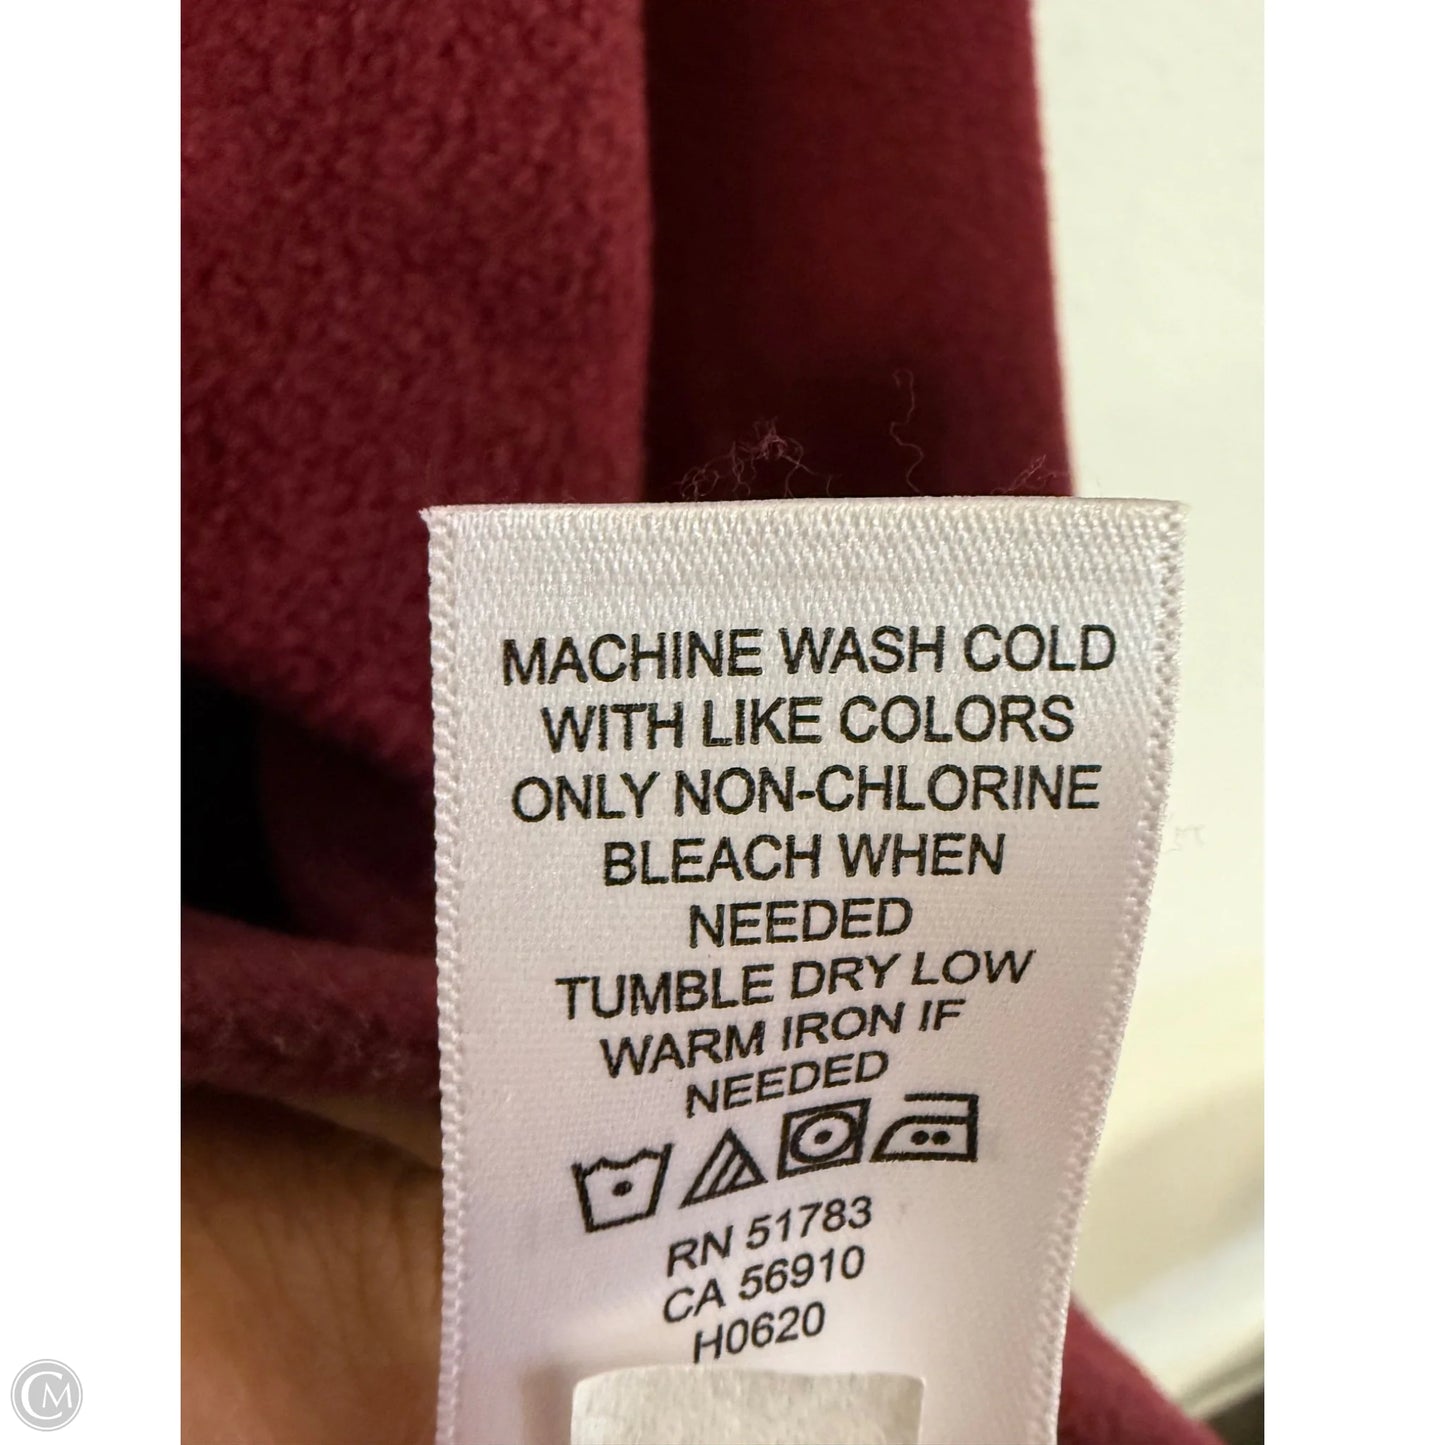 MACHINE WASH COLD
WITH LIKE COLORS
ONLY NON-CHLORINE
BLEACH WHEN
NEEDED
TUMBLE DRY LOW
WARM IRON IF
NEEDED
RN 51783
CA 56910
H0620
CM